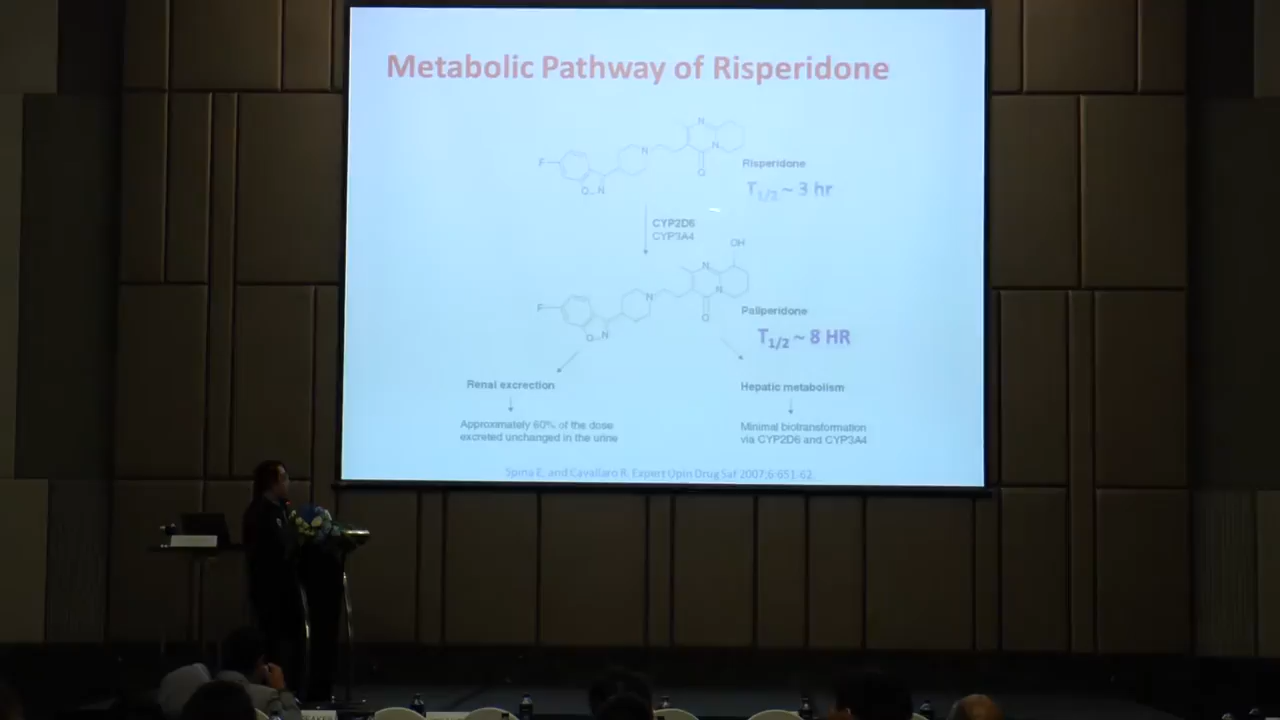 Metabolic Pathway of Risperidone
N
N
N
F
O
O
N
Risperidone
T1/2 ~ 3 hr
CYP2D6
CYP3A4
OH
N
N
N
F
O
O
N
Paliperidone
T1/2 ~ 8 HR
Renal excrection
Hepatic metabolism
Approximately 60% of the dose
excreted unchanged in the urine
Minimal biotransformation
via CYP2D6 and CYP3A4
Spina E, and Cavallaro R. Expert Opin Drug Saf 2007;6:651-62.